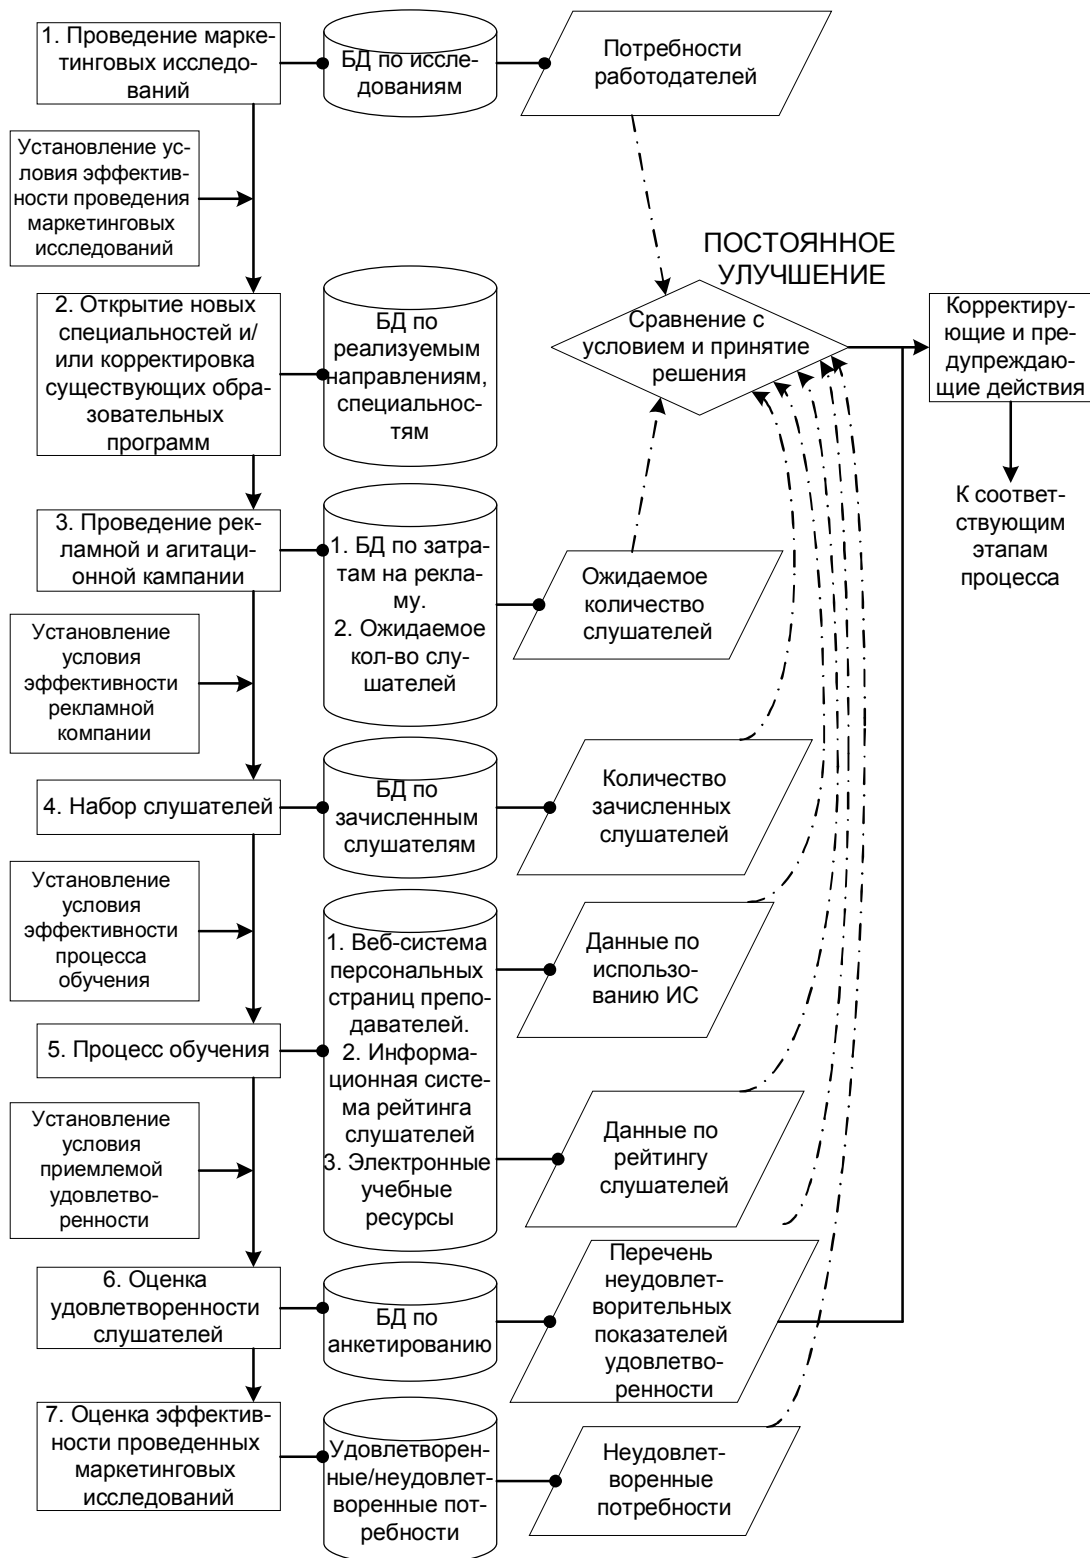 1. Проведение марке-
тинговых исследо-
ваний
БД по иссле-
дованиям
Потребности
работодателей
Установление ус-
ловия эффектив-
ности проведения
маркетинговых
исследований
ПОСТОЯННОЕ
УЛУЧШЕНИЕ
2. Открытие новых
специальностей и/
или корректировка
существующих обра-
зовательных
программ
БД по
реализуемым
направлениям,
специальнос-
тям
Сравнение с
условием и принятие
решения
Корректиру-
ющие и пре-
дупреждаю-
щие действия
К соответ-
ствующим
этапам
процесса
3. Проведение рек-
ламной и агитаци-
онной кампании
1. БД по затра-
там на рекла-
му.
2. Ожидаемое
кол-во слу-
шателей
Ожидаемое
количество
слушателей
Установление
условия
эффективности
рекламной
компании
4. Набор слушателей
БД по
зачисленным
слушателям
Количество
зачисленных
слушателей
Установление
условия
эффективности
процесса
обучения
5. Процесс обучения
1. Веб-система
персональных
страниц препо-
давателей.
2. Информа-
ционная систе-
ма рейтинга
слушателей
3. Электронные
учебные
ресурсы
Данные по
использо-
ванию ИС
Данные по
рейтингу
слушателей
Установление
условия
приемлемой
удовлетво-
ренности
6. Оценка
удовлетворенности
слушателей
БД по
анкетированию
Перечень
неудовлет-
ворительных
показателей
удовлетво-
ренности
7. Оценка эффектив-
ности проведенных
маркетинговых
исследований
Удовлетворен-
ные/неудовлет-
воренные пот-
ребности
Неудовлет-
воренные
потребности